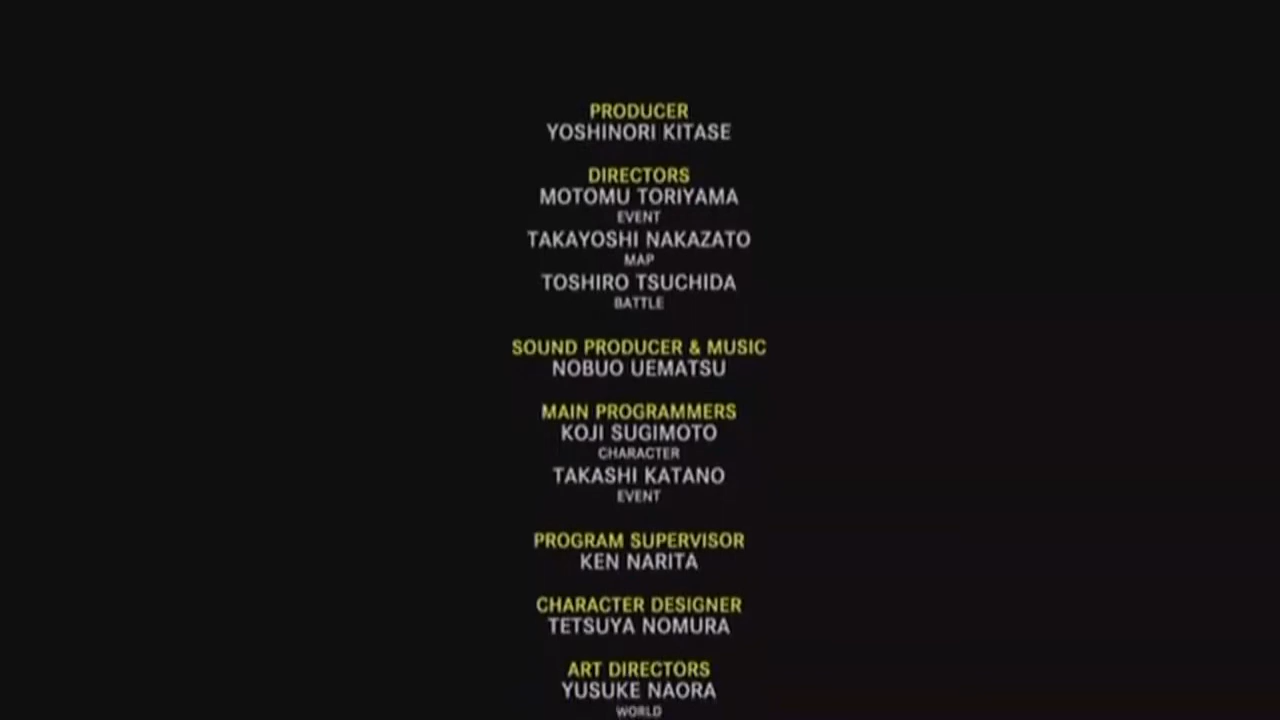 PRODUCER
YOSHINORI KITASE
DIRECTORS
MOTOMU TORIYAMA
EVENT
TAKAYOSHI NAKAZATO
MAP
TOSHIRO TSUCHIDA
BATTLE
SOUND PRODUCER & MUSIC
NOBUO UEMATSU
MAIN PROGRAMMERS
KOJI SUGIMOTO
CHARACTER
TAKASHI KATANO
EVENT
PROGRAM SUPERVISOR
KEN NARITA
CHARACTER DESIGNER
TETSUYA NOMURA
ART DIRECTORS
YUSUKE NAORA
WORLD